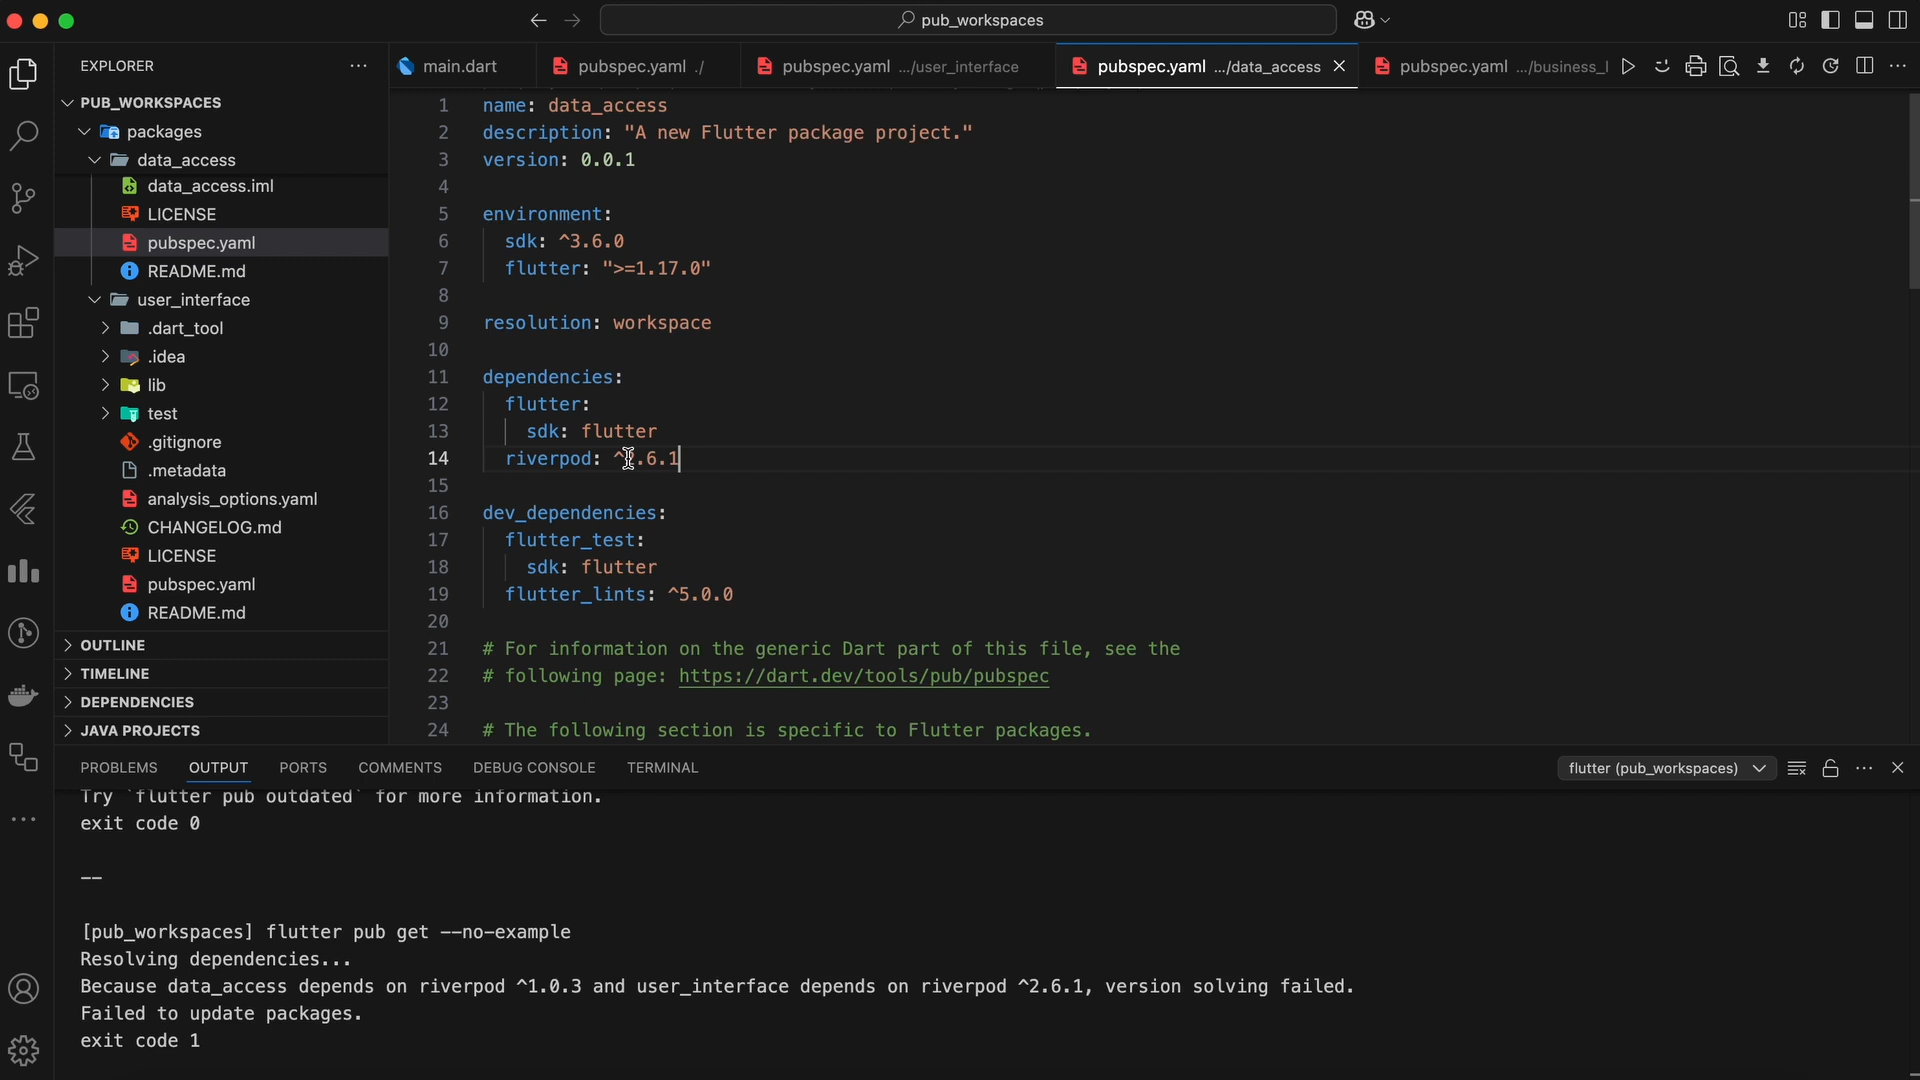 pub_workspaces
EXPLORER
main.dart
pubspec.yaml ./
pubspec.yaml .../user_interface
pubspec.yaml .../data_access
pubspec.yaml .../business_l
PUB_WORKSPACES
packages
data_access
data_access.iml
LICENSE
pubspec.yaml
README.md
user_interface
.dart_tool
.idea
lib
test
.gitignore
.metadata
analysis_options.yaml
CHANGELOG.md
LICENSE
pubspec.yaml
README.md
OUTLINE
TIMELINE
DEPENDENCIES
JAVA PROJECTS
1 name: data_access
2 description: "A new Flutter package project."
3 version: 0.0.1
4
5 environment:
6 sdk: ^3.6.0
7 flutter: ">=1.17.0"
8
9 resolution: workspace
10
11 dependencies:
12 flutter:
13 sdk: flutter
14 riverpod:
15
16 dev_dependencies:
17 flutter_test:
18 sdk: flutter
19 flutter_lints: ^5.0.0
20
21 # For information on the generic Dart part of this file, see the
22 # following page: https://dart.dev/tools/pub/pubspec
23
24 # The following section is specific to Flutter packages.
PROBLEMS OUTPUT PORTS COMMENTS DEBUG CONSOLE TERMINAL
flutter (pub_workspaces)
Try `flutter pub outdated` for more information.
exit code 0
--
[pub_workspaces] flutter pub get --no-example
Resolving dependencies...
Because data_access depends on riverpod ^1.0.3 and user_interface depends on riverpod ^2.6.1, version solving failed.
Failed to update packages.
exit code 1